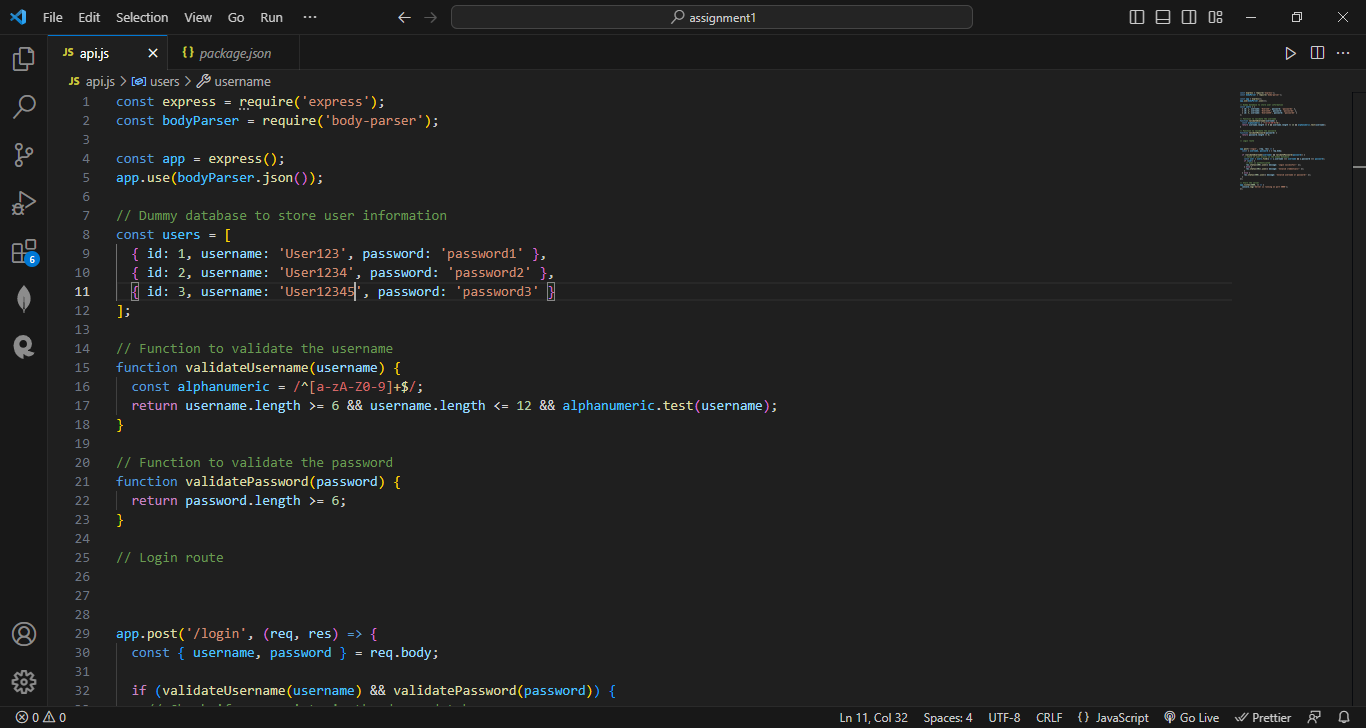 File Edit Selection View Go Run ··· assignment1
JS api.js × {} package.json
JS api.js > users > username
1 const express = require('express');
2 const bodyParser = require('body-parser');
3
4 const app = express();
5 app.use(bodyParser.json());
6
7 // Dummy database to store user information
8 const users = [
9 { id: 1, username: 'User123', password: 'password1' },
10 { id: 2, username: 'User1234', password: 'password2' },
11 { id: 3, username: 'User12345', password: 'password3' }
12 ];
13
14 // Function to validate the username
15 function validateUsername(username) {
16 const alphanumeric = /^[a-zA-Z0-9]+$/;
17 return username.length >= 6 && username.length <= 12 && alphanumeric.test(username);
18 }
19
20 // Function to validate the password
21 function validatePassword(password) {
22 return password.length >= 6;
23 }
24
25 // Login route
26
27
28
29 app.post('/login', (req, res) => {
30 const { username, password } = req.body;
31
32 if (validateUsername(username) && validatePassword(password)) {
6
0 0 Ln 11, Col 32 Spaces: 4 UTF-8 CRLF {} JavaScript Go Live Prettier